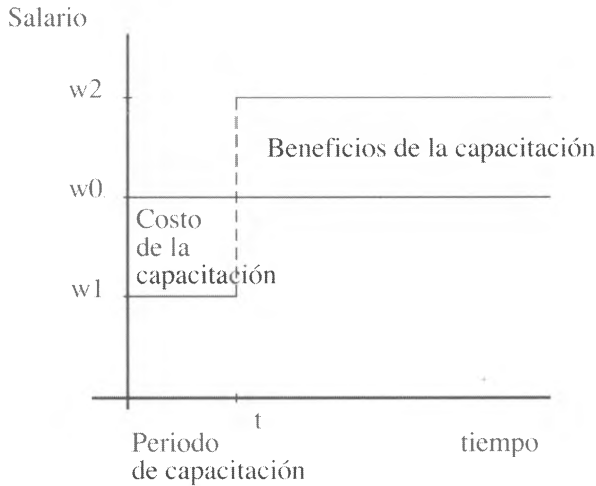 Salario
w2
Beneficios de la capacitación
w0
Costo
de la
capacitación
w1
t
Periodo
de capacitación
tiempo